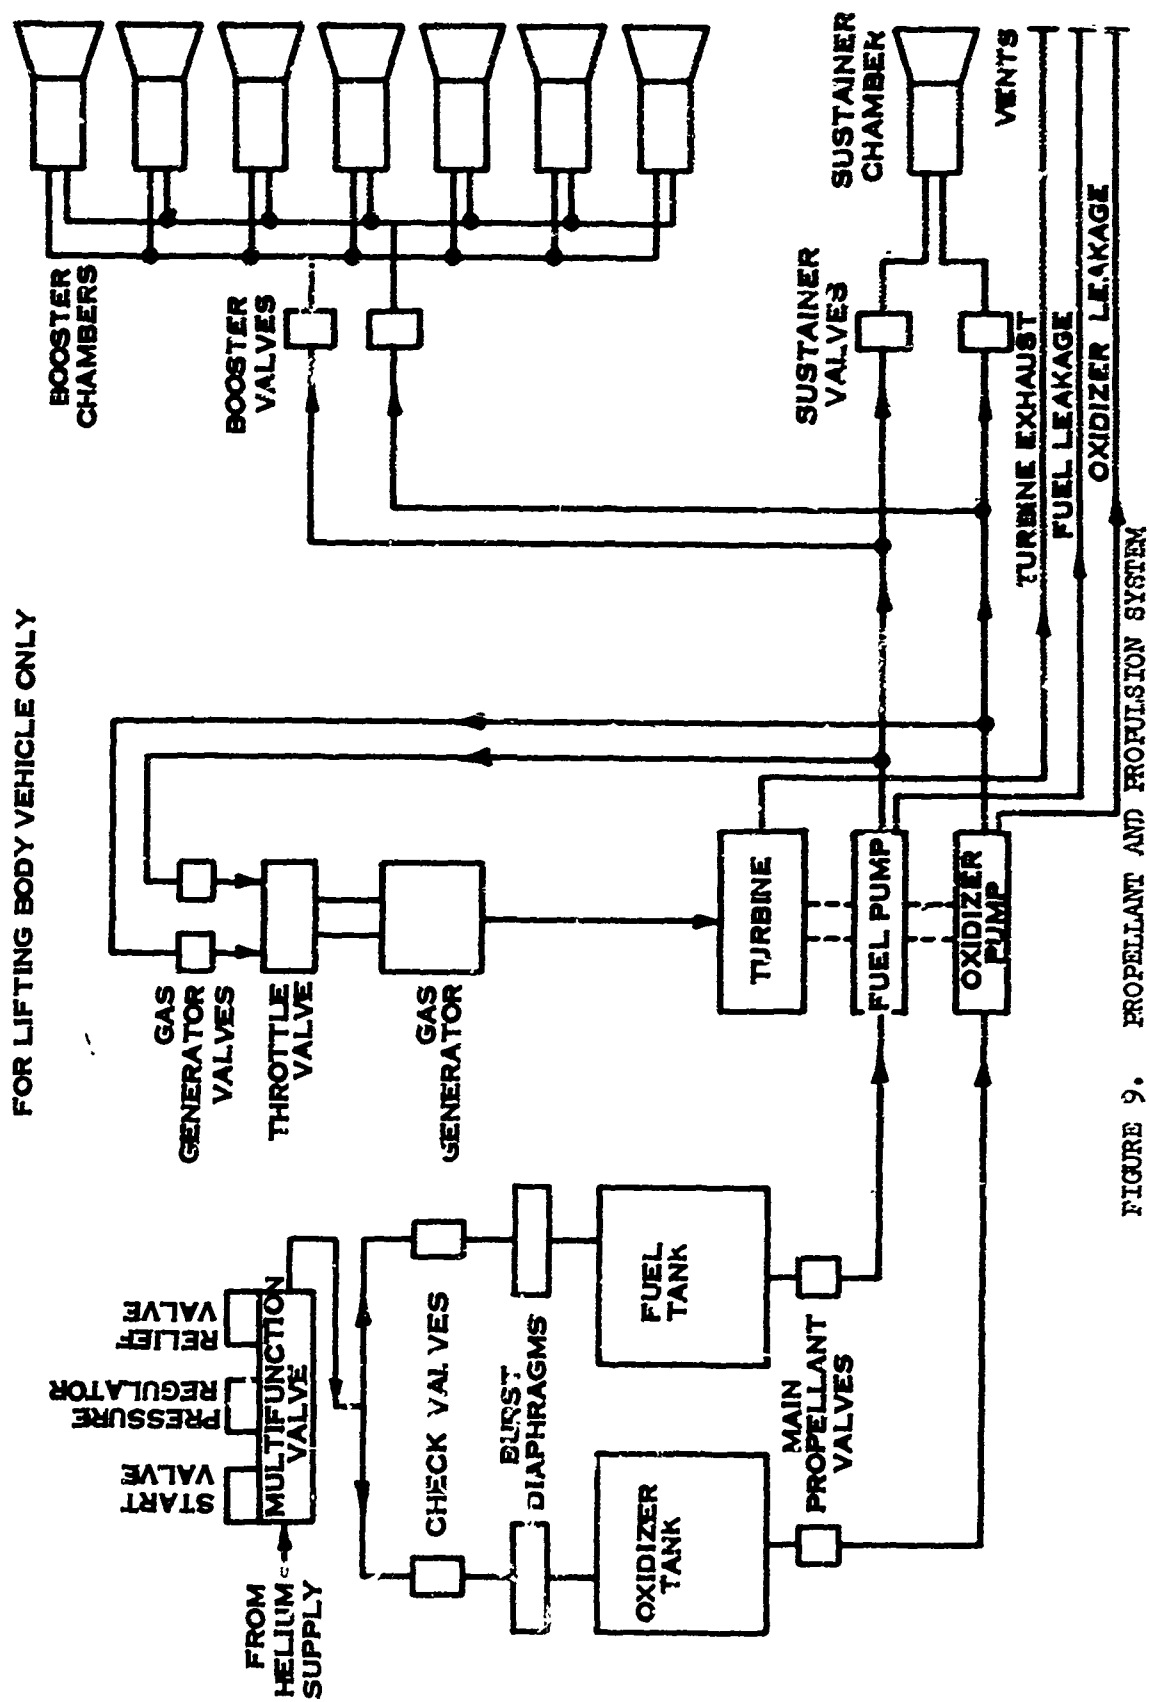 FOR LIFTING BODY VEHICLE ONLY
BOOSTER
CHAMBERS
BOOSTER
VALVES
SUSTAINER
CHAMBER
VENTS
SUSTAINER
VALVES
TURBINE EXHAUST
FUEL LEAKAGE
OXIDIZER LEAKAGE
GAS
GENERATOR
VALVES
THROTTLE
VALVE
GAS
GENERATOR
TURBINE
FUEL PUMP
OXIDIZER
PUMP
START
VALVE
PRESSURE
REGULATOR
RELIEF
VALVE
MULTIFUNCTION
VALVE
FROM
HELIUM
SUPPLY
CHECK VALVES
BURST
DIAPHRAGMS
OXIDIZER
TANK
FUEL
TANK
MAIN
PROPELLANT
VALVES
FIGURE 9. PROPELLANT AND PROPULSION SYSTEM